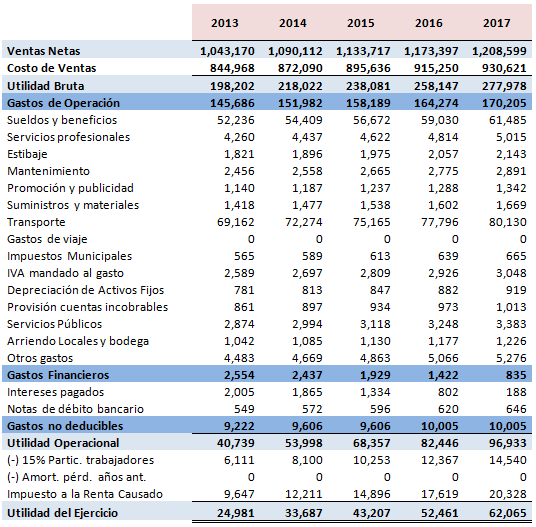 2013 2014 2015 2016 2017
Ventas Netas 1,043,170 1,090,112 1,133,717 1,173,397 1,208,599
Costo de Ventas 844,968 872,090 895,636 915,250 930,621
Utilidad Bruta 198,202 218,022 238,081 258,147 277,978
Gastos de Operación 145,686 151,982 158,189 164,274 170,205
Sueldos y beneficios 52,236 54,409 56,672 59,030 61,485
Servicios profesionales 4,260 4,437 4,622 4,814 5,015
Estibaje 1,821 1,896 1,975 2,057 2,143
Mantenimiento 2,456 2,558 2,665 2,775 2,891
Promoción y publicidad 1,140 1,187 1,237 1,288 1,342
Suministros y materiales 1,418 1,477 1,538 1,602 1,669
Transporte 69,162 72,274 75,165 77,796 80,130
Gastos de viaje 0 0 0 0 0
Impuestos Municipales 565 589 613 639 665
IVA mandado al gasto 2,589 2,697 2,809 2,926 3,048
Depreciación de Activos Fijos 781 813 847 882 919
Provisión cuentas incobrables 861 897 934 973 1,013
Servicios Públicos 2,874 2,994 3,118 3,248 3,383
Arriendo Locales y bodega 1,042 1,085 1,130 1,177 1,226
Otros gastos 4,483 4,669 4,863 5,066 5,276
Gastos Financieros 2,554 2,437 1,929 1,422 835
Intereses pagados 2,005 1,865 1,334 802 188
Notas de débito bancario 549 572 596 620 646
Gastos no deducibles 9,222 9,606 9,606 10,005 10,005
Utilidad Operacional 40,739 53,998 68,357 82,446 96,933
(-) 15% Partic. trabajadores 6,111 8,100 10,253 12,367 14,540
(-) Amort. pérd. años ant. 0 0 0 0 0
Impuesto a la Renta Causado 9,647 12,211 14,896 17,619 20,328
Utilidad del Ejercicio 24,981 33,687 43,207 52,461 62,065